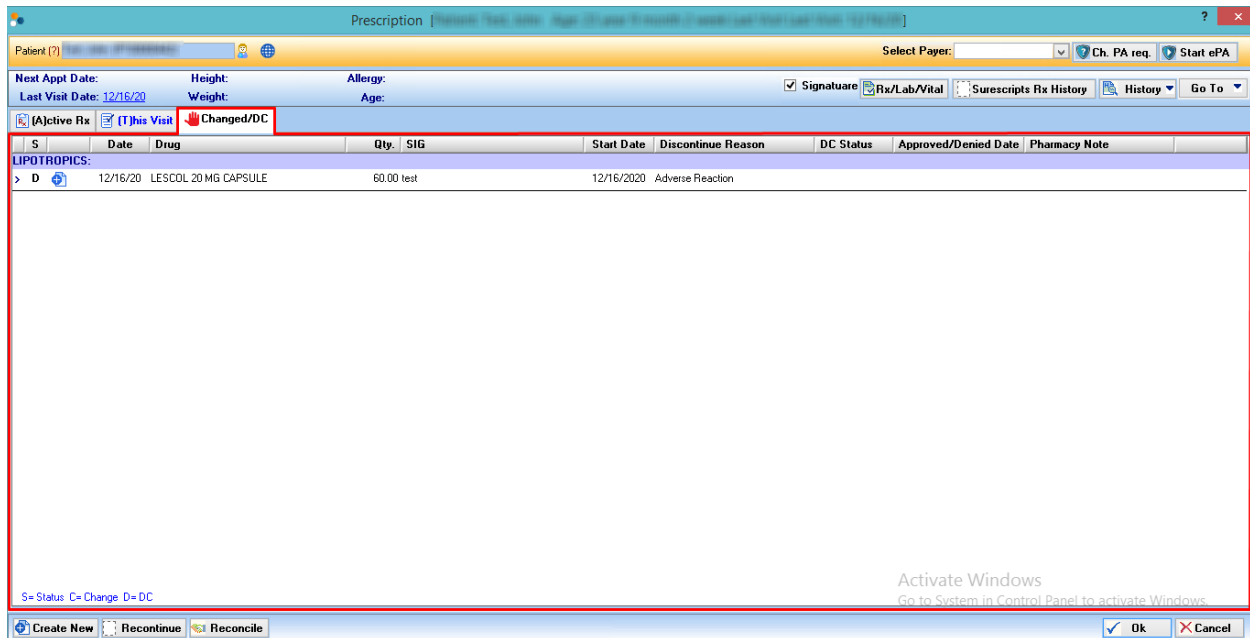 Prescription [ ] ? ×
Patient (?) Select Payer: Ch. PA req. Start ePA
Next Appt Date: Height: Allergy:
Last Visit Date: 12/16/20 Weight: Age:
Signatuare Rx/Lab/Vital Surescripts Rx History History Go To
(A)ctive Rx (T)his Visit Changed/DC
S Date Drug Qty. SIG Start Date Discontinue Reason DC Status Approved/Denied Date Pharmacy Note
LIPOTROPICS:
> D 12/16/20 LESCOL 20 MG CAPSULE 60.00 test 12/16/2020 Adverse Reaction
Activate Windows
Go to System in Control Panel to activate Windows.
S= Status C= Change D= DC
Create New Recontinue Reconcile Ok Cancel